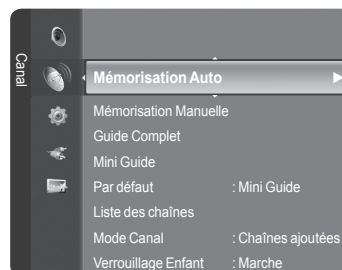 Canal
Mémorisation Auto
Mémorisation Manuelle
Guide Complet
Mini Guide
Par défaut : Mini Guide
Liste des chaînes
Mode Canal : Chaînes ajoutées
Verrouillage Enfant : Marche